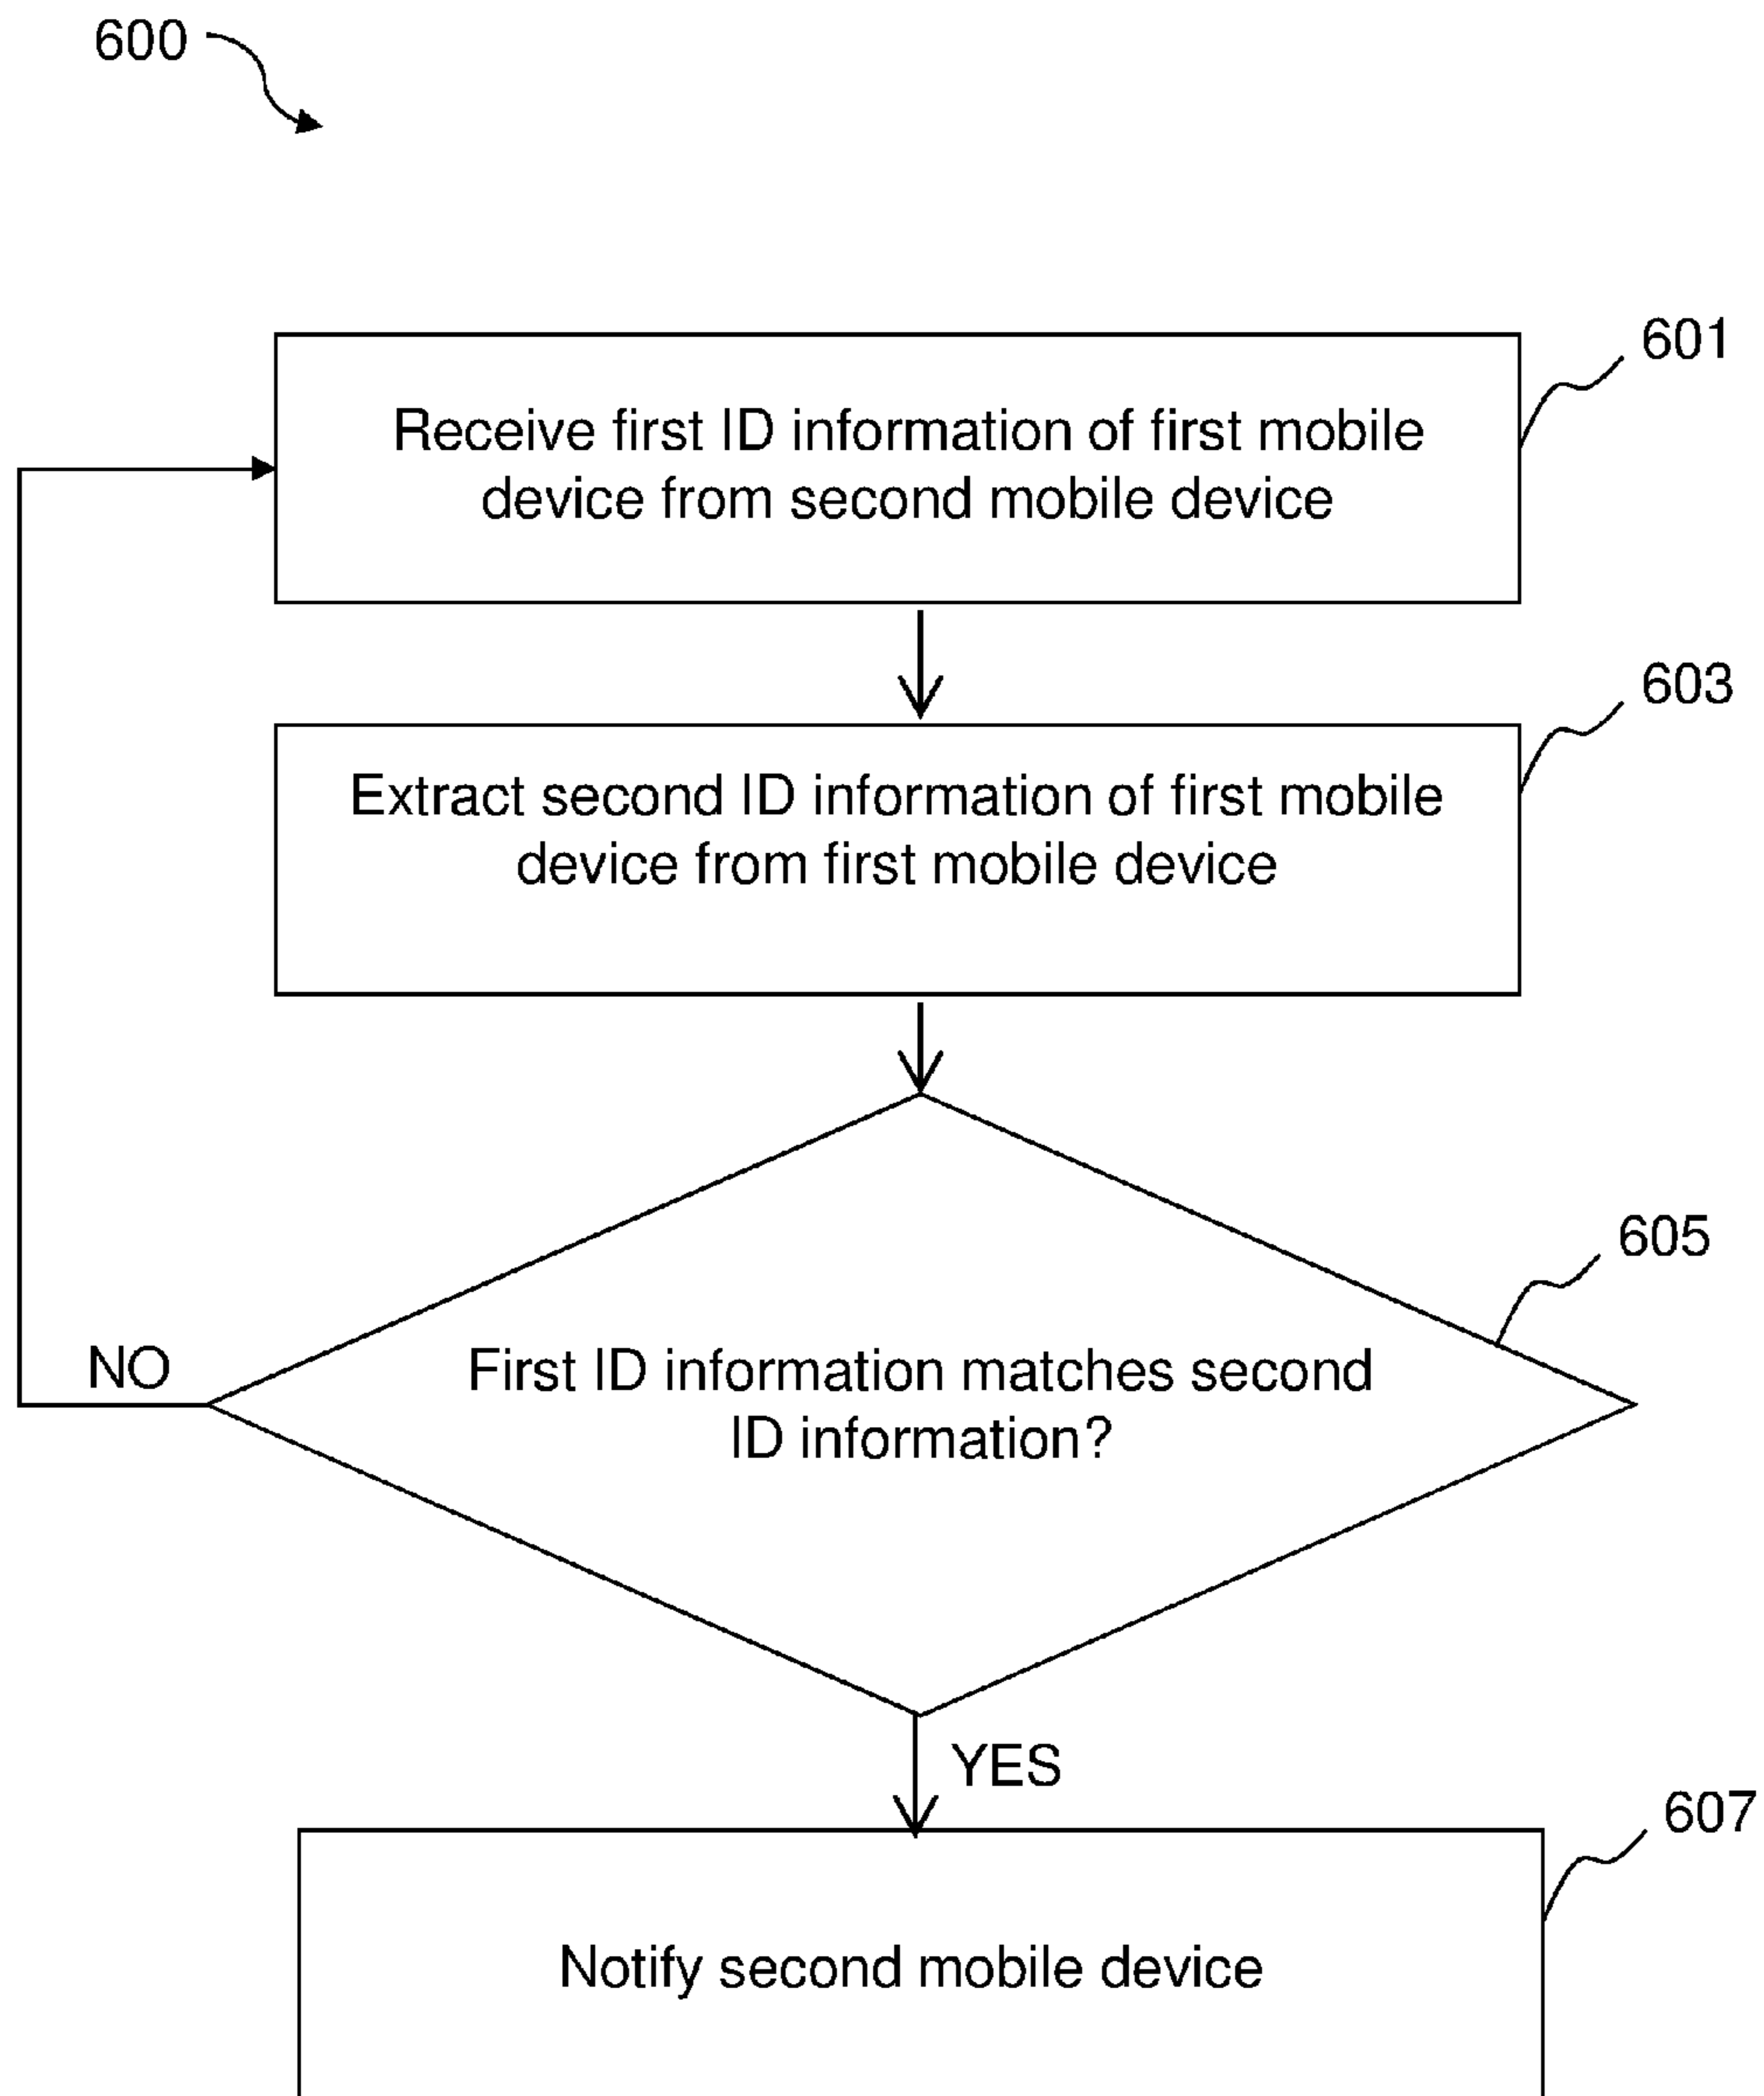 600
601
Receive first ID information of first mobile
device from second mobile device
603
Extract second ID information of first mobile
device from first mobile device
605
First ID information matches second
ID information?
NO
YES
607
Notify second mobile device